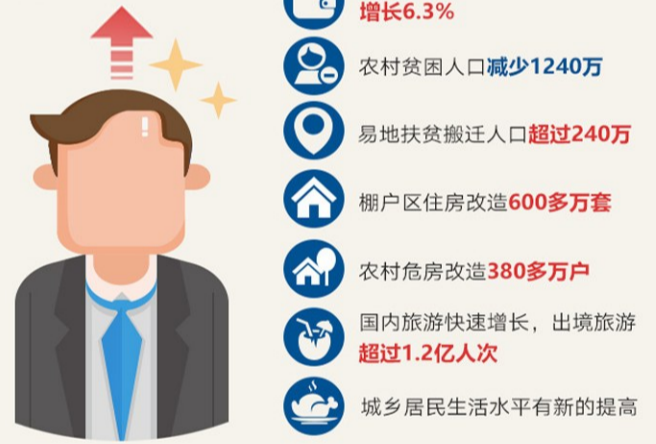 增长6.3%
农村贫困人口减少1240万
易地扶贫搬迁人口超过240万
棚户区住房改造600多万套
农村危房改造380多万户
国内旅游快速增长，出境旅游
超过1.2亿人次
城乡居民生活水平有新的提高